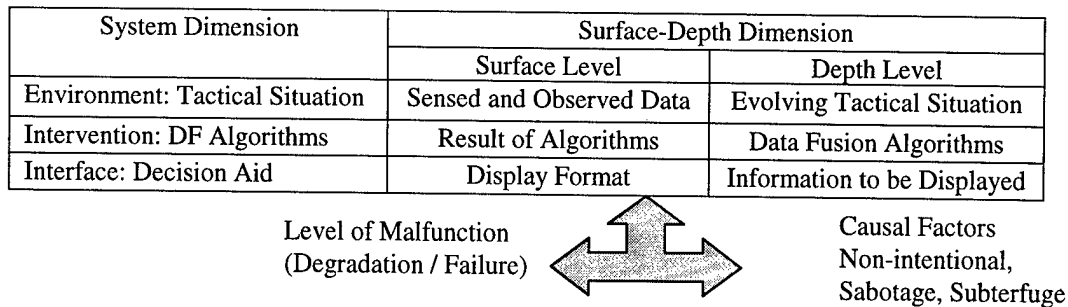 System Dimension
Surface-Depth Dimension
Surface Level
Depth Level
Environment: Tactical Situation
Sensed and Observed Data
Evolving Tactical Situation
Intervention: DF Algorithms
Result of Algorithms
Data Fusion Algorithms
Interface: Decision Aid
Display Format
Information to be Displayed
Level of Malfunction
(Degradation / Failure)
Causal Factors
Non-intentional,
Sabotage, Subterfuge